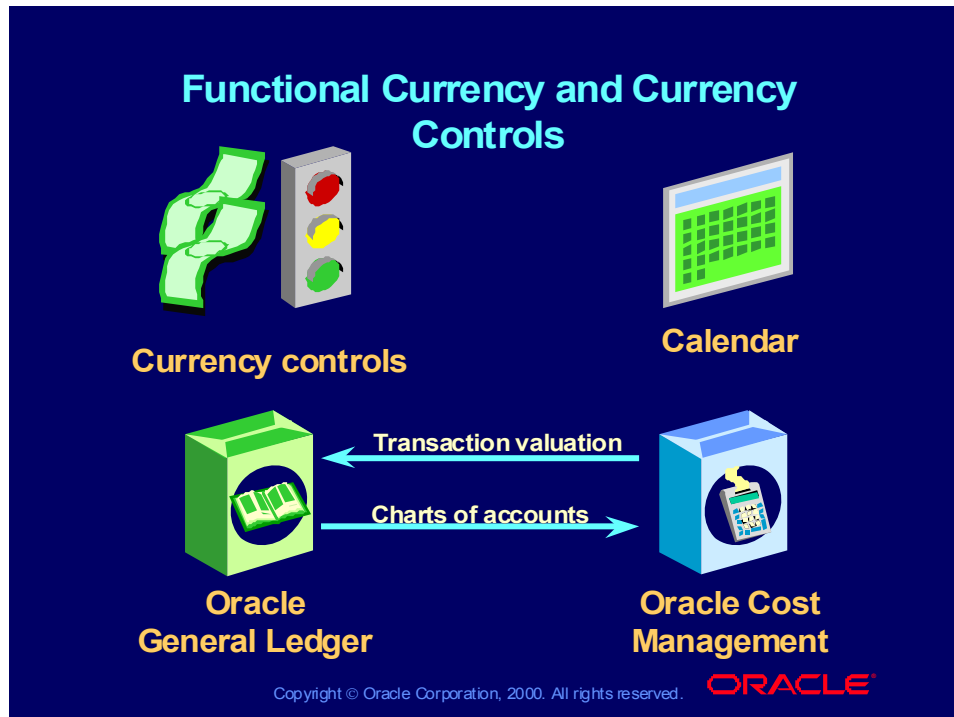 Functional Currency and Currency
Controls
Currency controls
Calendar
Transaction valuation
Charts of accounts
Oracle
General Ledger
Oracle Cost
Management
Copyright © Oracle Corporation, 2000. All rights reserved.
ORACLE®